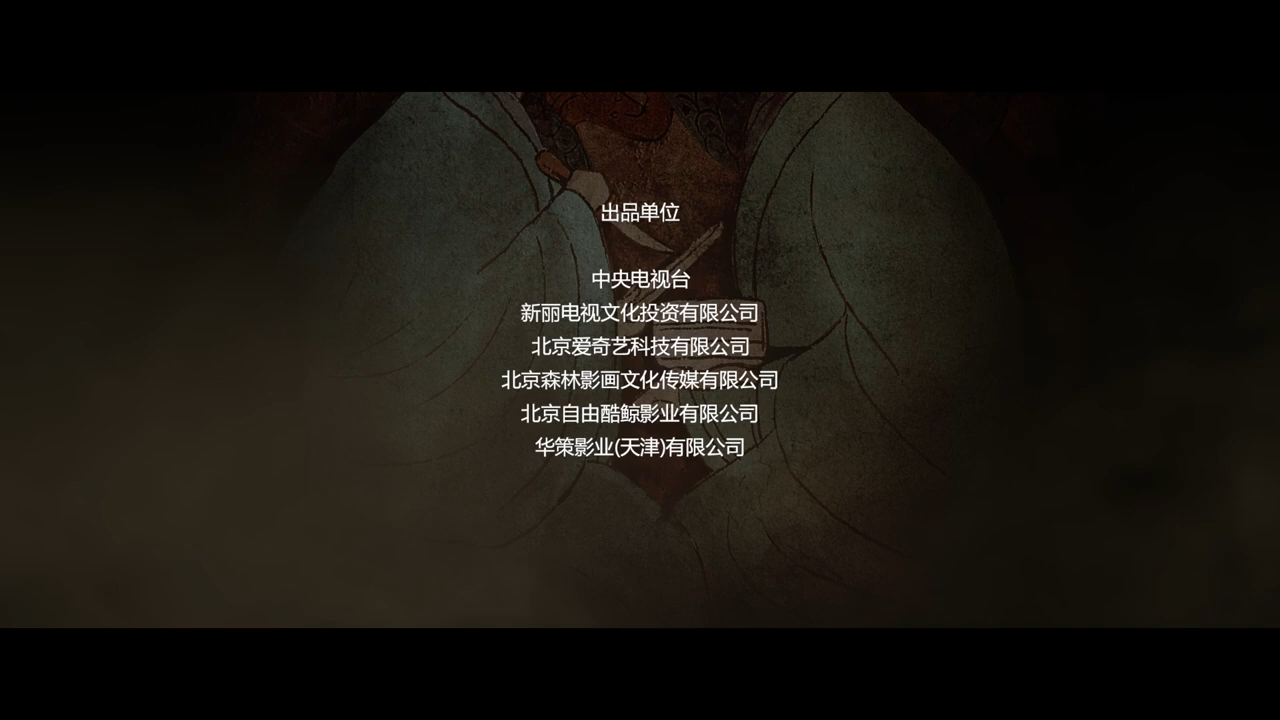 出品单位
中央电视台
新丽电视文化投资有限公司
北京爱奇艺科技有限公司
北京森林影画文化传媒有限公司
北京自由酷鲸影业有限公司
华策影业(天津)有限公司